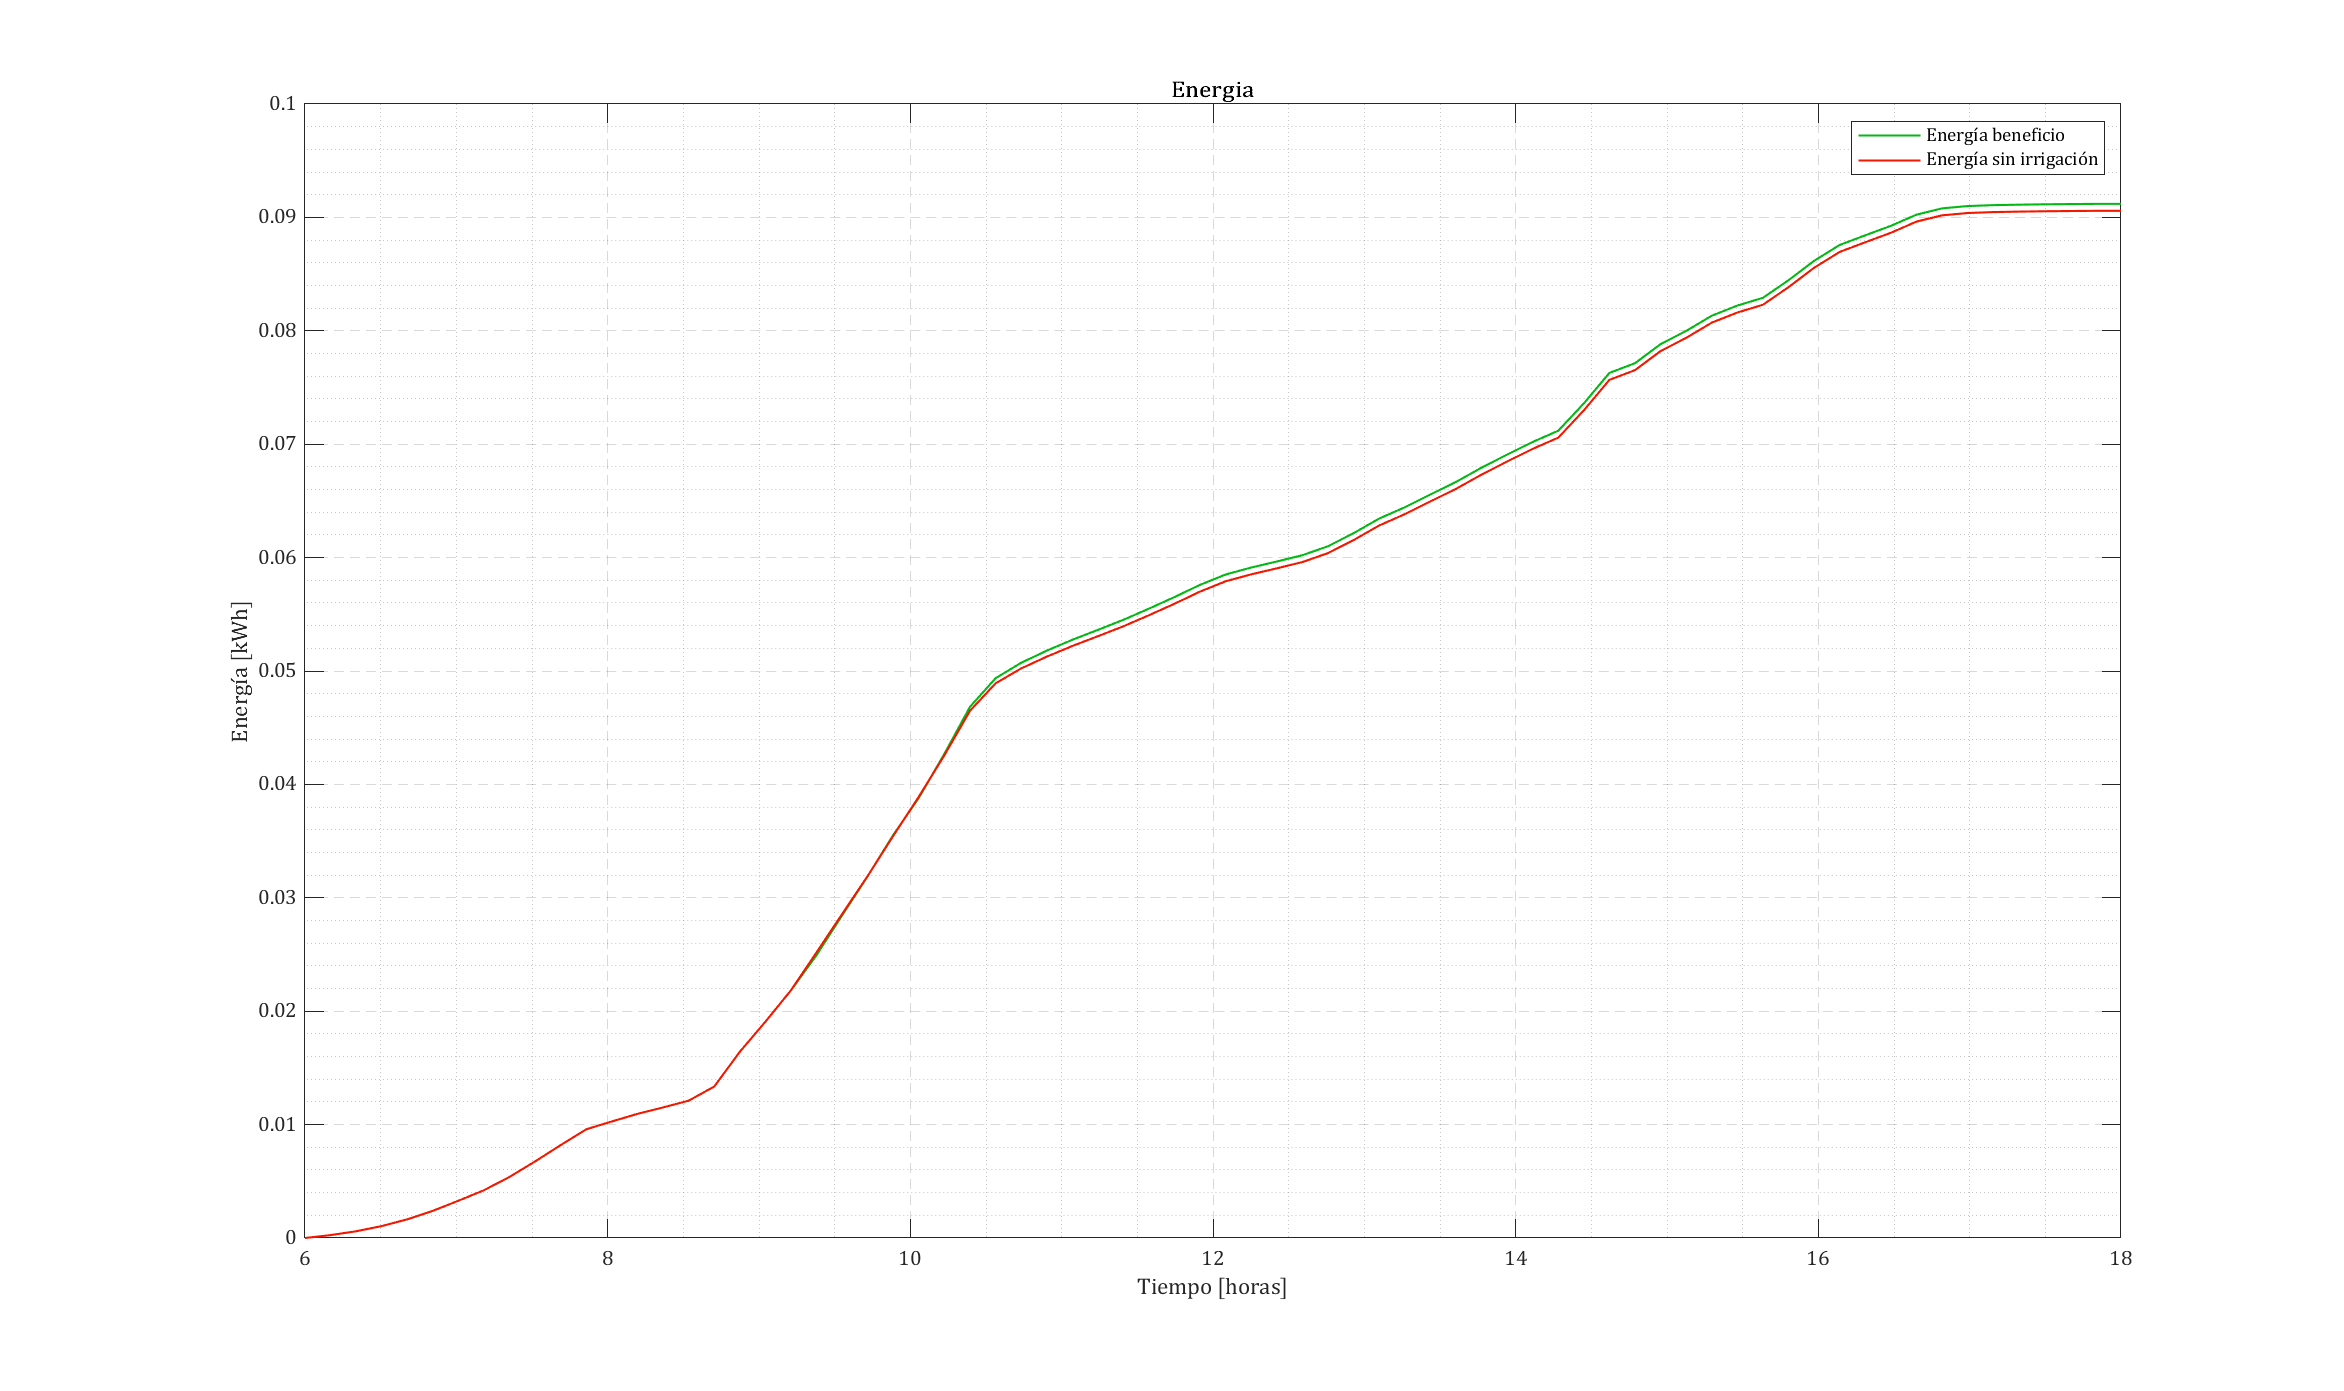 Energia
Energía beneficio
Energía sin irrigación
Energía [kWh]
0.1
0.09
0.08
0.07
0.06
0.05
0.04
0.03
0.02
0.01
0
6 8 10 12 14 16 18
Tiempo [horas]